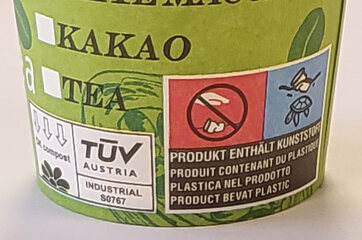 KAKAO
a TEA
OK compost
TÜV
AUSTRIA
INDUSTRIAL
S0767
PRODUKT ENTHÄLT KUNSTSTOFF
PRODUIT CONTENANT DU PLASTIQUE
PLASTICA NEL PRODOTTO
PRODUCT BEVAT PLASTIC